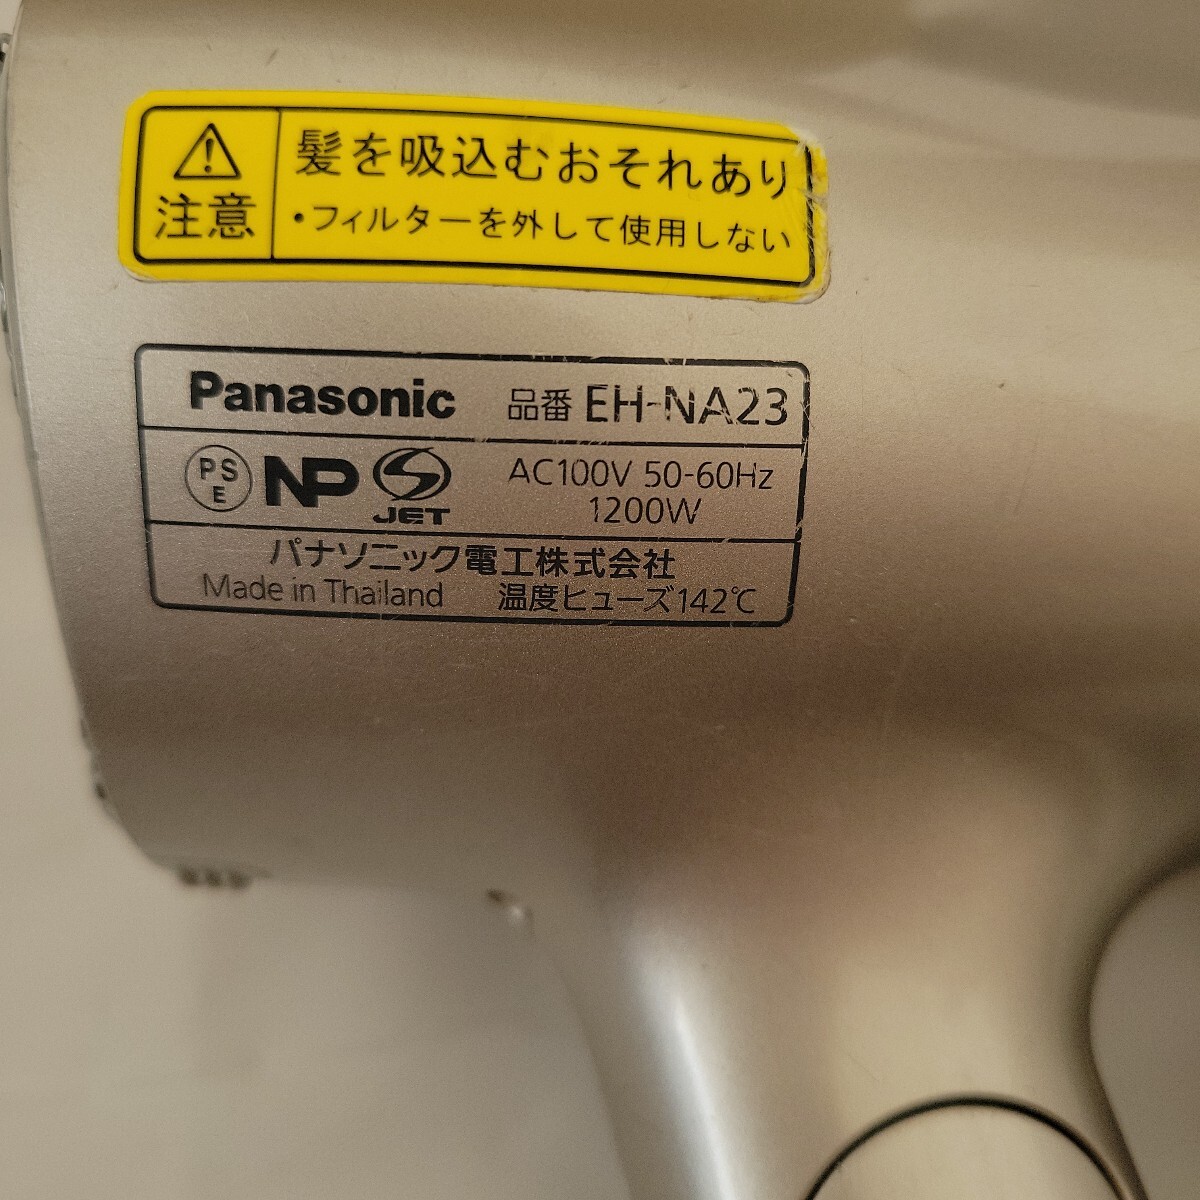 注意
髪を吸込むおそれあり
・フィルターを外して使用しない
Panasonic 品番 EH-NA23
PS E NP JET AC100V 50-60Hz
1200W
パナソニック電工株式会社
Made in Thailand 温度ヒューズ142℃